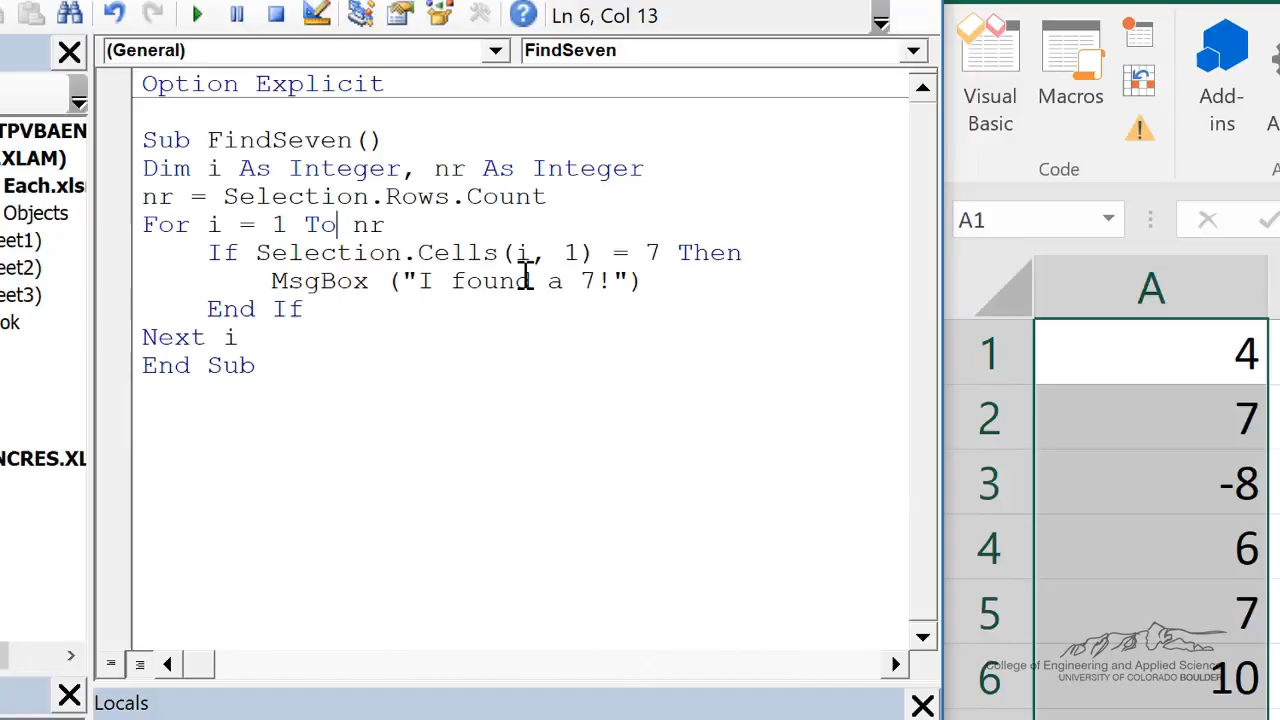 Ln 6, Col 13
(General)
FindSeven
Option Explicit
Sub FindSeven()
Dim i As Integer, nr As Integer
nr = Selection.Rows.Count
For i = 1 To nr
If Selection.Cells(i, 1) = 7 Then
MsgBox ("I found a 7!")
End If
Next i
End Sub
Locals
TPVBAEN
.XLAM)
Each.xlsm
Objects
eet1)
eet2)
eet3)
ok
NCRES.XL
Visual
Basic
Macros
Add-
ins
Code
A1
A
1 4
2 7
3 -8
4 6
5 7
6 10
College of Engineering and Applied Science
UNIVERSITY OF COLORADO BOULDER